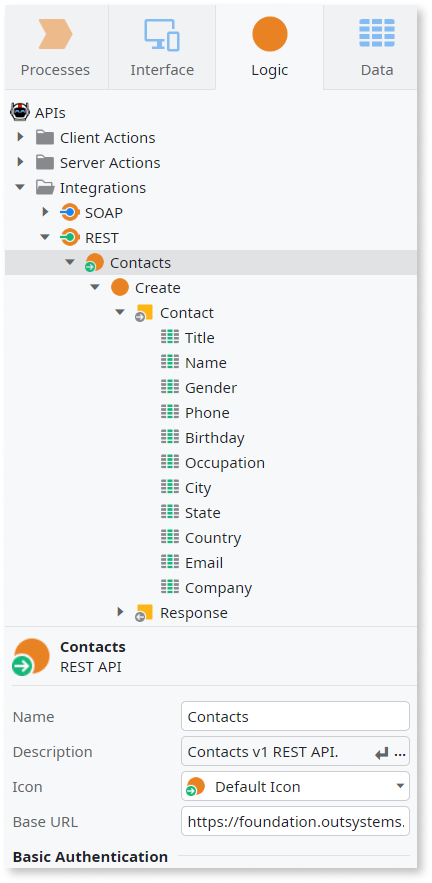 Processes
Interface
Logic
Data
APIs
Client Actions
Server Actions
Integrations
SOAP
REST
Contacts
Create
Contact
Title
Name
Gender
Phone
Birthday
Occupation
City
State
Country
Email
Company
Response
Contacts
REST API
Name Contacts
Description Contacts v1 REST API. ...
Icon Default Icon
Base URL https://foundation.outsystems.
Basic Authentication